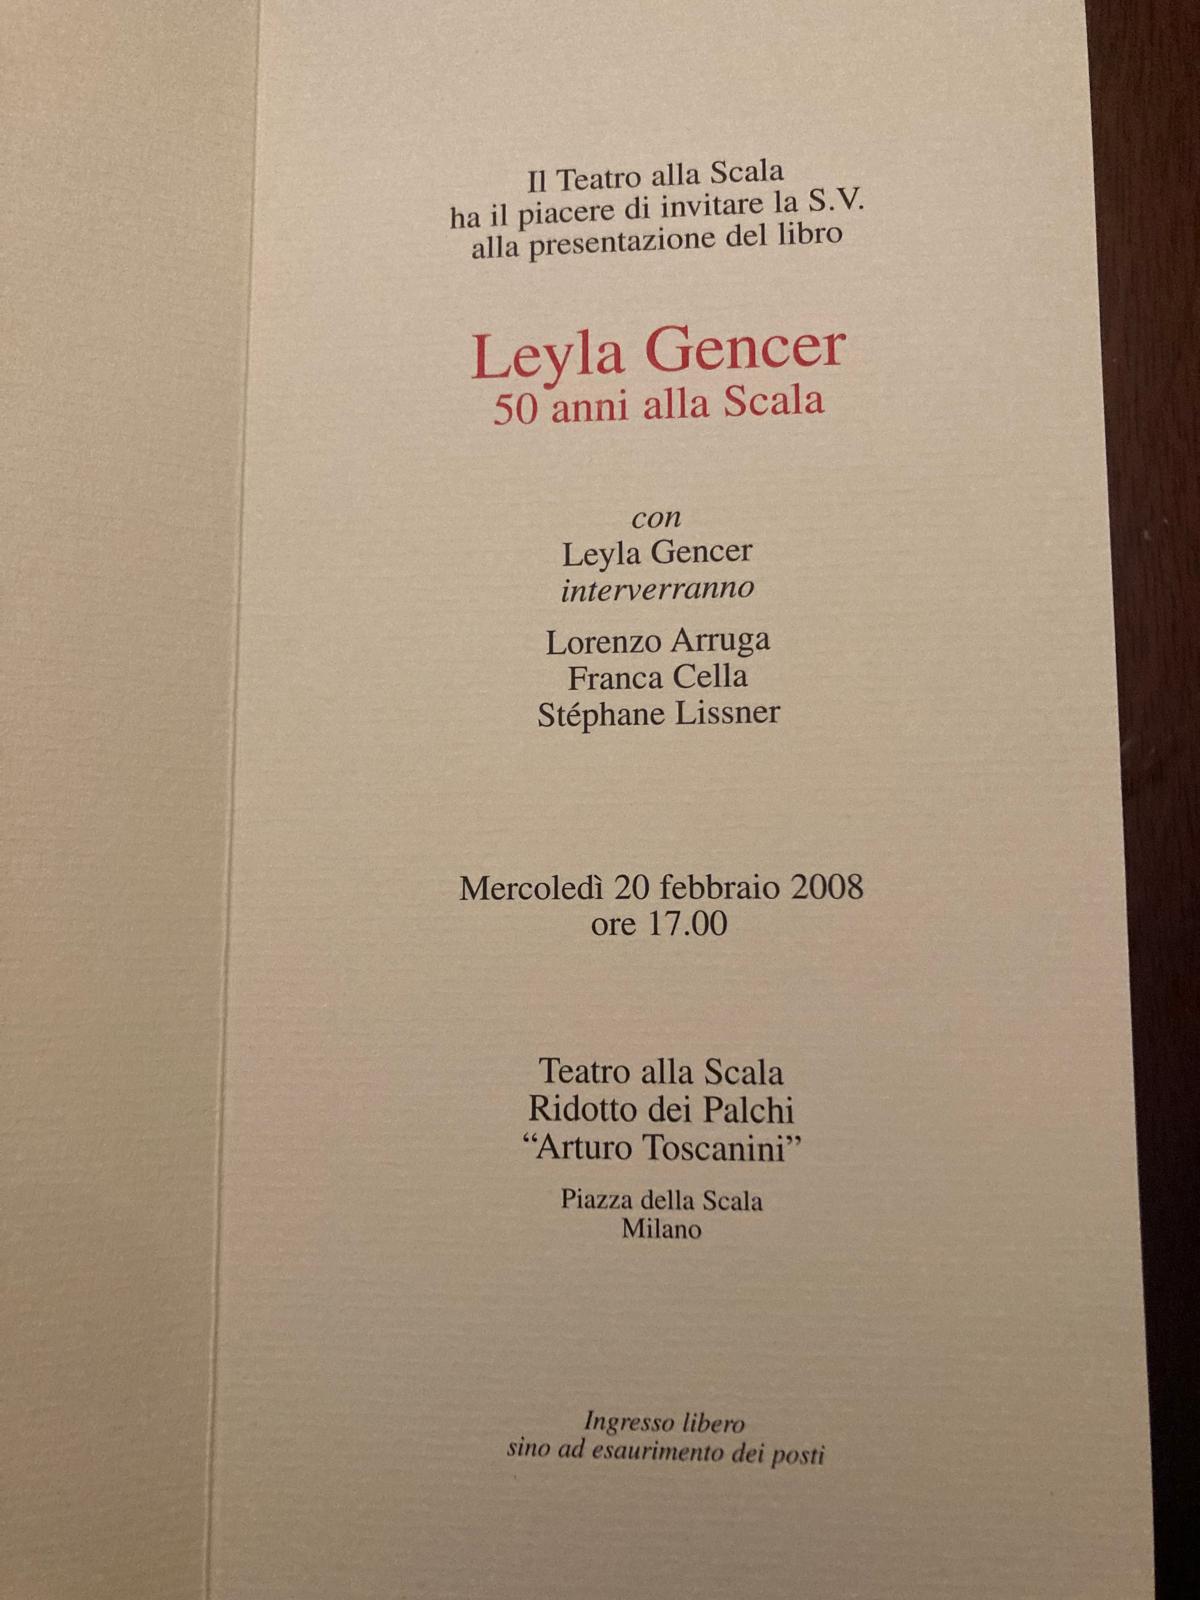 Il Teatro alla Scala
ha il piacere di invitare la S.V.
alla presentazione del libro
Leyla Gencer
50 anni alla Scala
con
Leyla Gencer
interverranno
Lorenzo Arruga
Franca Cella
Stéphane Lissner
Mercoledì 20 febbraio 2008
ore 17.00
Teatro alla Scala
Ridotto dei Palchi
“Arturo Toscanini”
Piazza della Scala
Milano
Ingresso libero
sino ad esaurimento dei posti